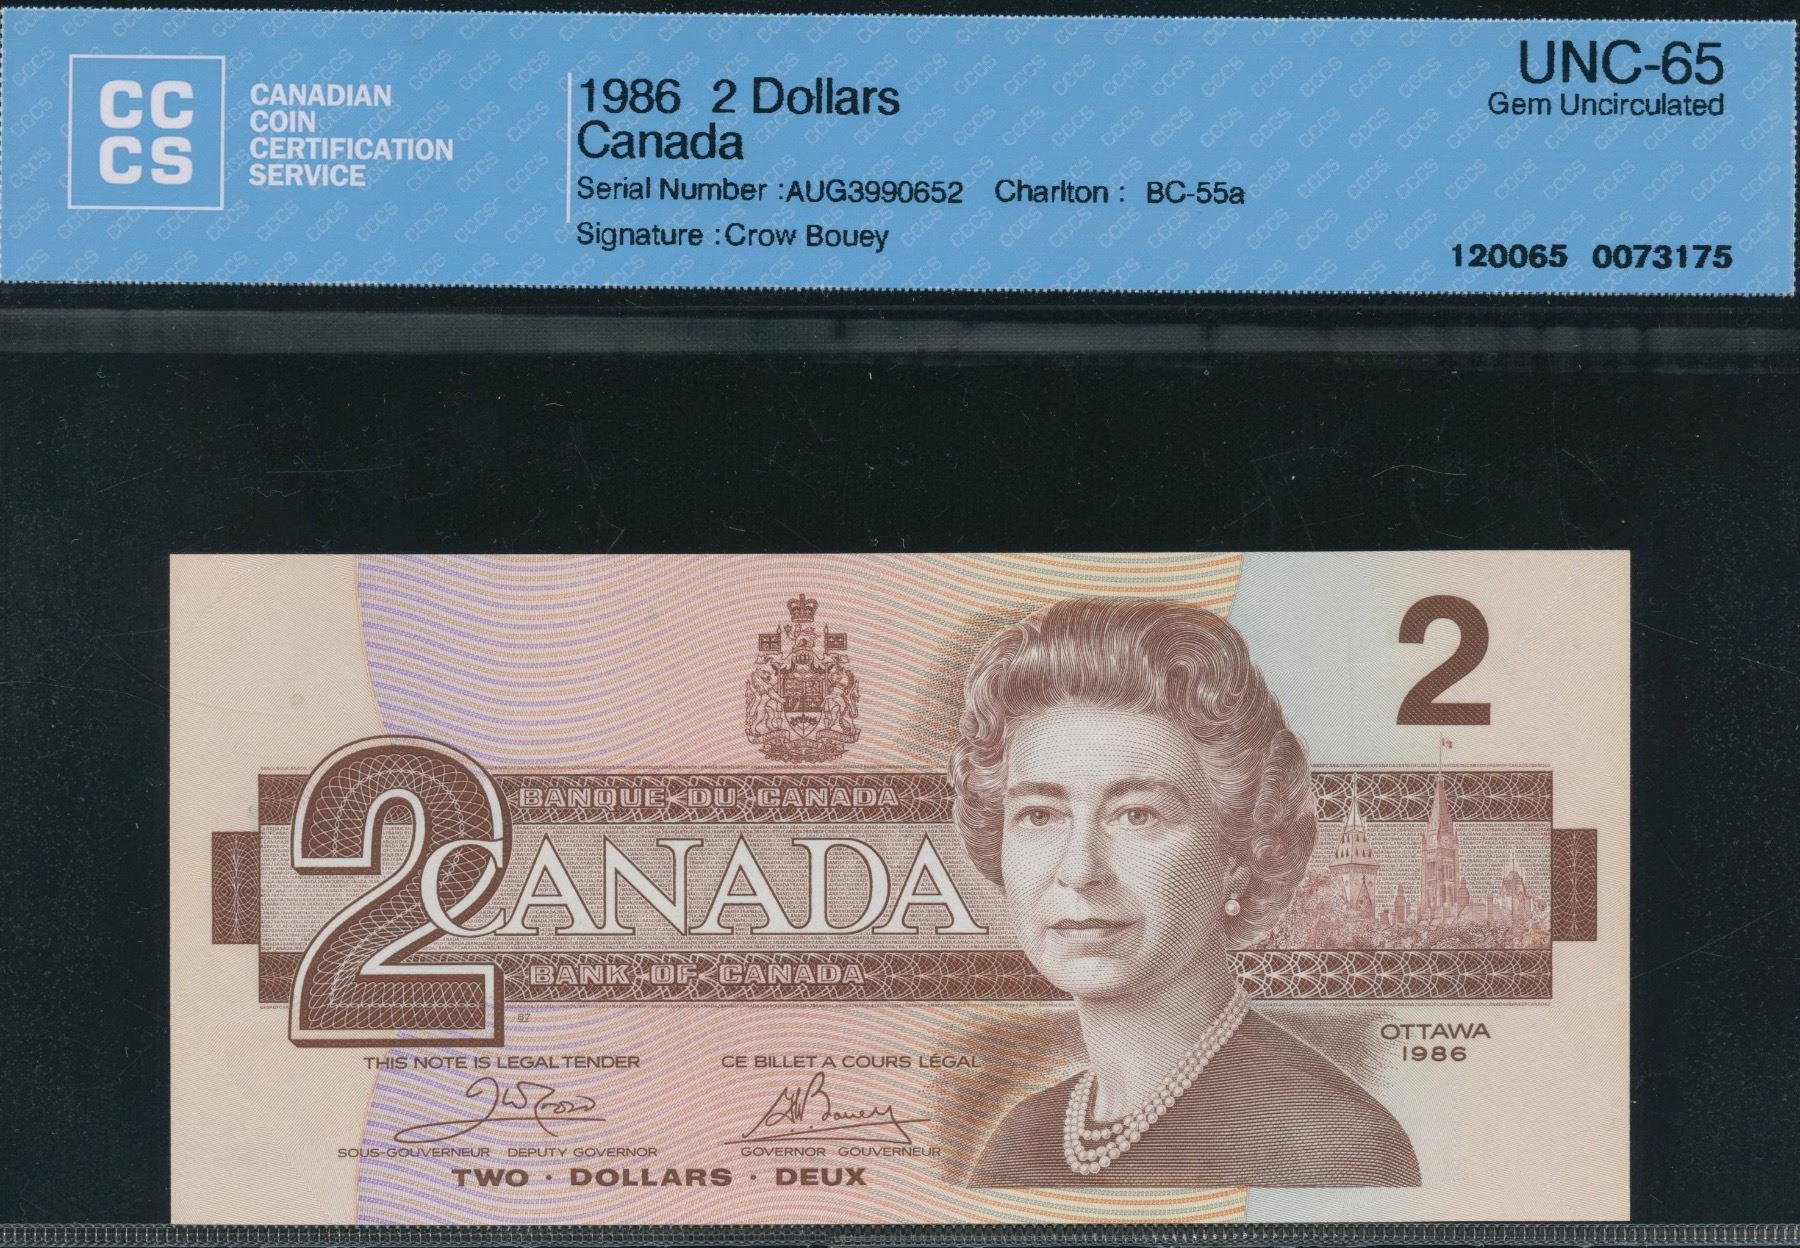 CC
CS
CANADIAN
COIN
CERTIFICATION
SERVICE
1986 2 Dollars
Canada
Serial Number :AUG3990652 Charlton : BC-55a
Signature :Crow Bouey
UNC-65
Gem Uncirculated
120065 0073175
2
2
BANQUE DU CANADA
CANADA
BANK OF CANADA
87
OTTAWA
1986
THIS NOTE IS LEGAL TENDER
CE BILLET A COURS LÉGAL
SOUS-GOUVERNEUR DEPUTY GOVERNOR
GOVERNOR GOUVERNEUR
TWO · DOLLARS · DEUX